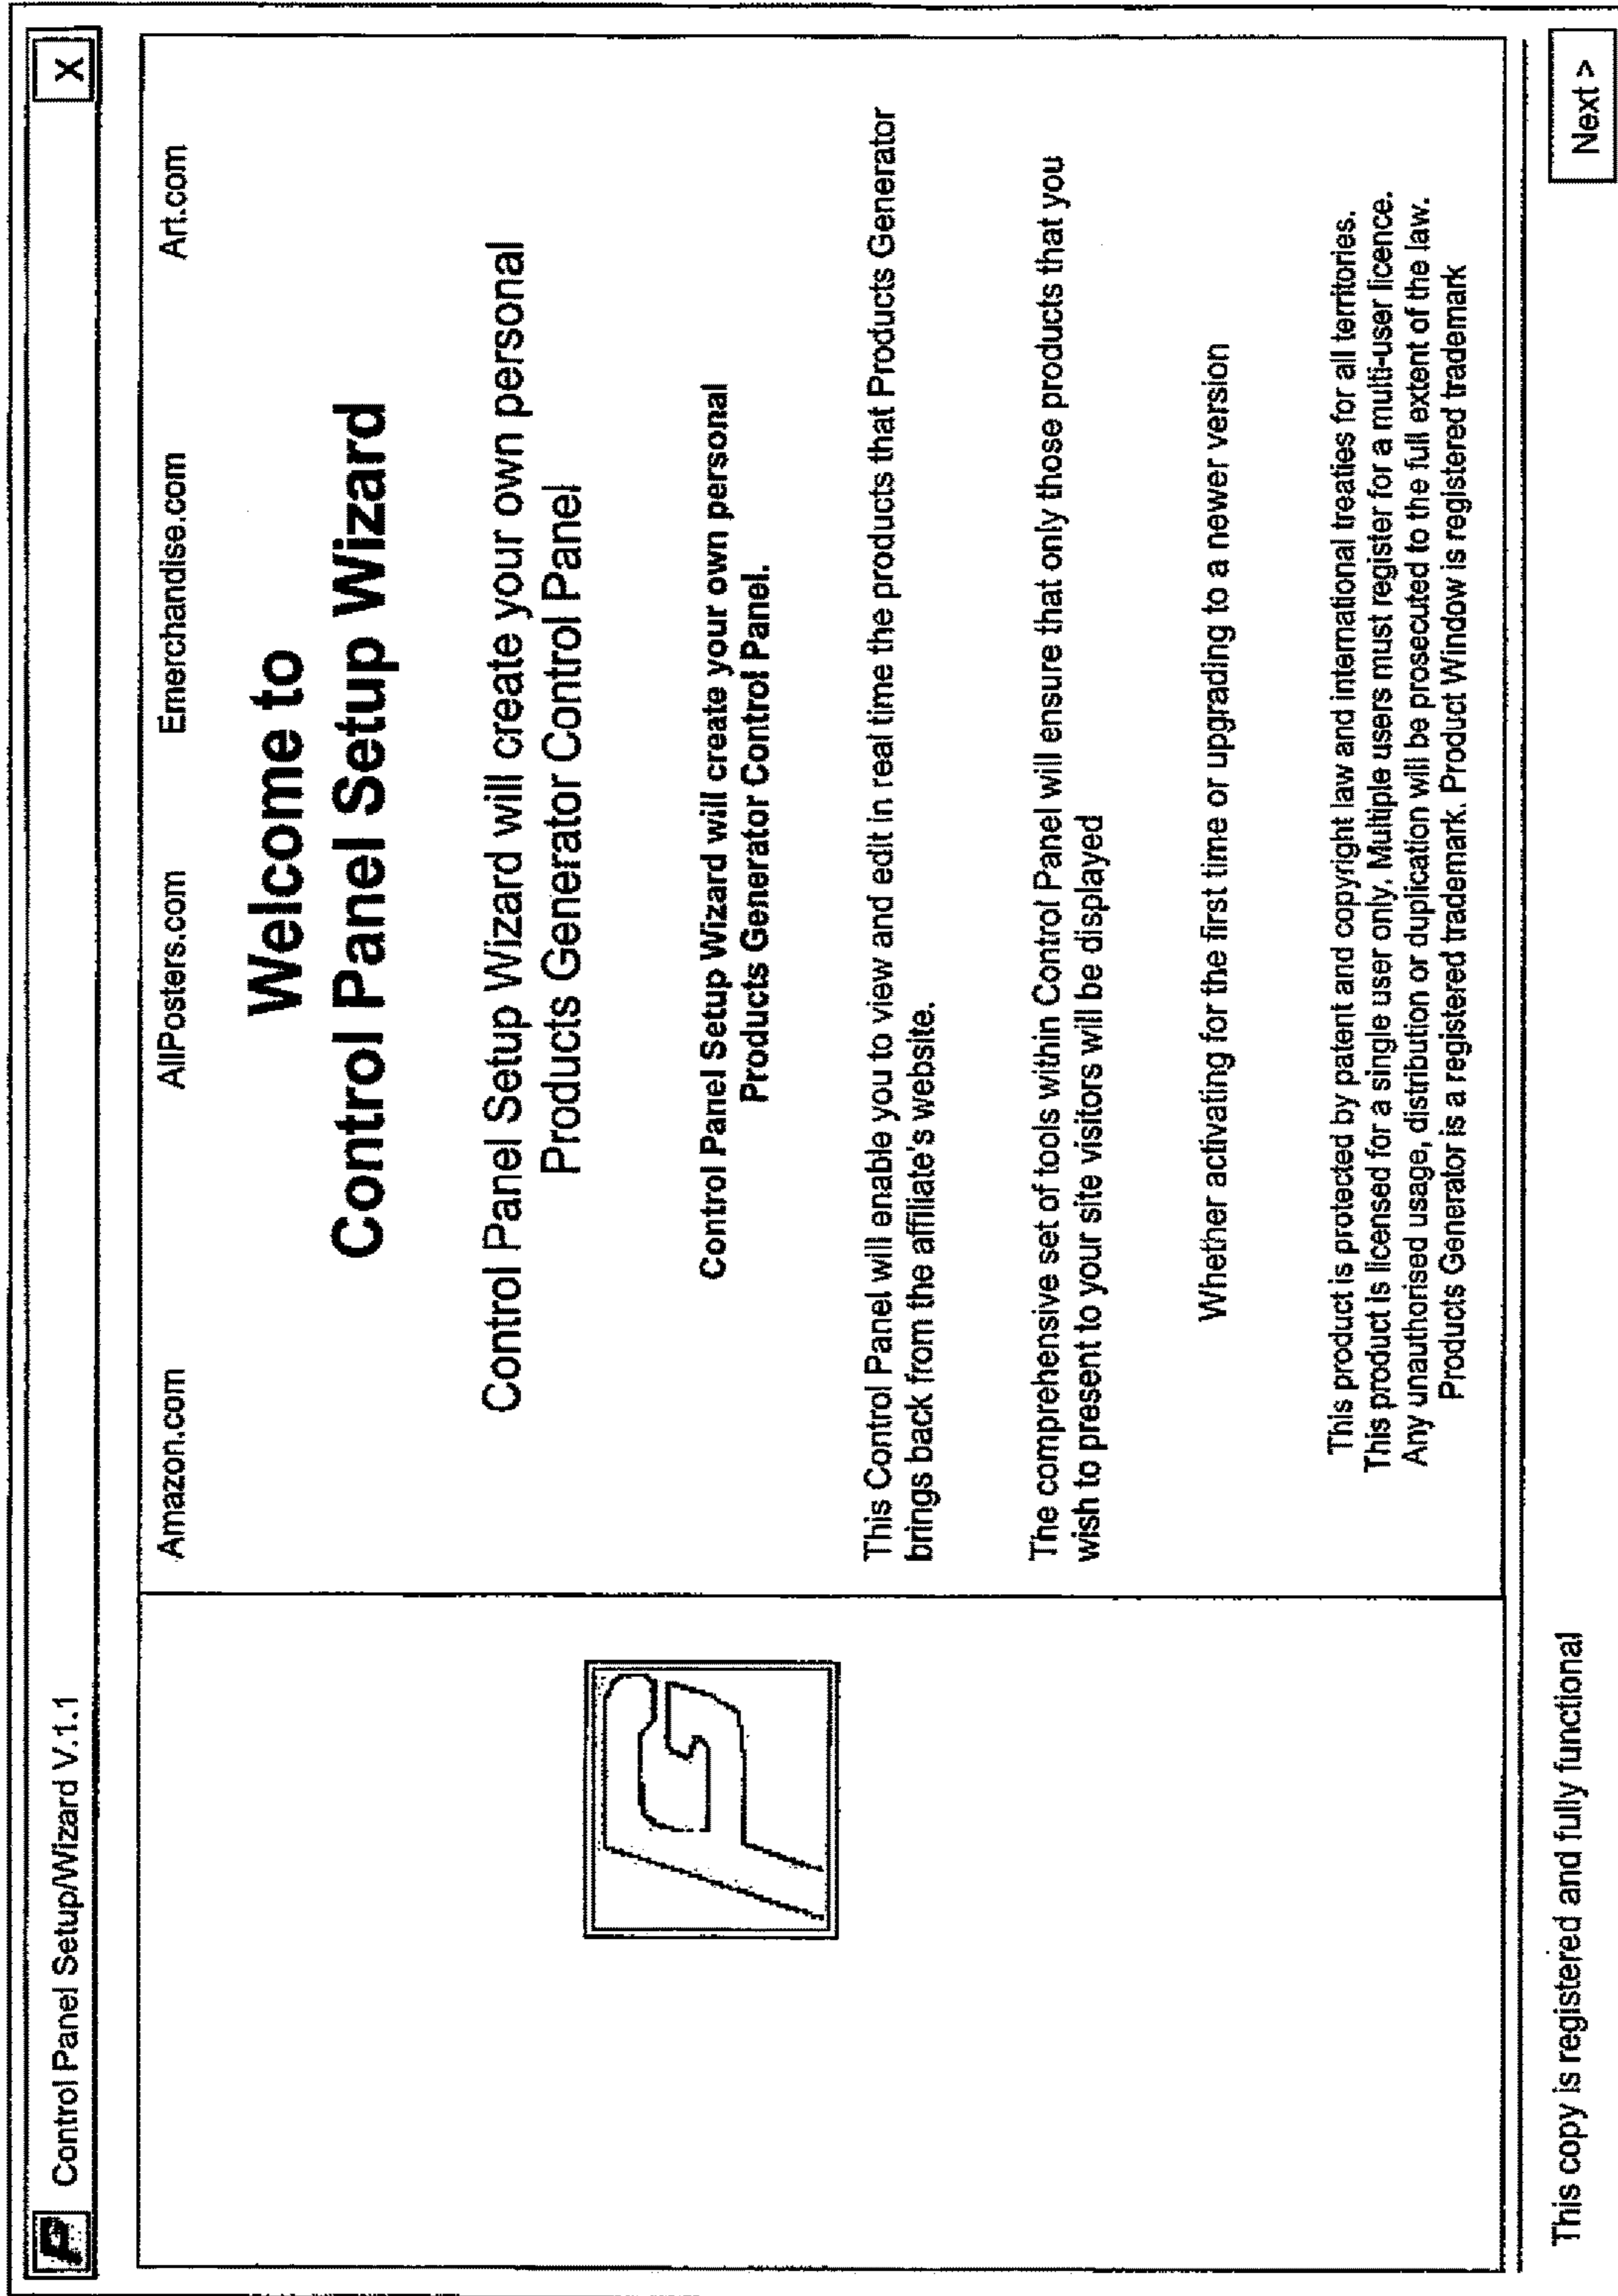 Control Panel Setup/Wizard V.1.1
X
Amazon.com AllPosters.com Emerchandise.com Art.com
Welcome to
Control Panel Setup Wizard
Control Panel Setup Wizard will create your own personal
Products Generator Control Panel
Control Panel Setup Wizard will create your own personal
Products Generator Control Panel.
This Control Panel will enable you to view and edit in real time the products that Products Generator
brings back from the affiliate's website.
The comprehensive set of tools within Control Panel will ensure that only those products that you
wish to present to your site visitors will be displayed
Whether activating for the first time or upgrading to a newer version
This product is protected by patent and copyright law and international treaties for all territories.
This product is licensed for a single user only. Multiple users must register for a multi-user licence.
Any unauthorised usage, distribution or duplication will be prosecuted to the full extent of the law.
Products Generator is a registered trademark. Product Window is registered trademark
This copy is registered and fully functional
Next >